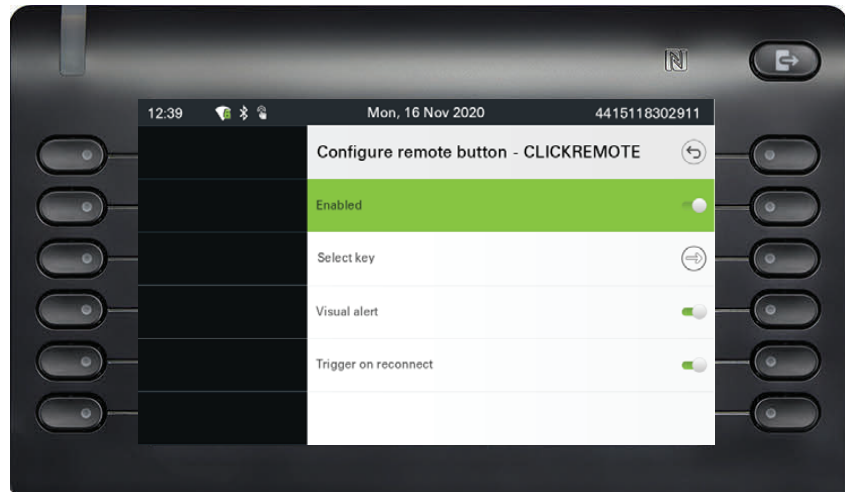 12:39 Mon, 16 Nov 2020 4415118302911
Configure remote button - CLICKREMOTE
Enabled
Select key
Visual alert
Trigger on reconnect